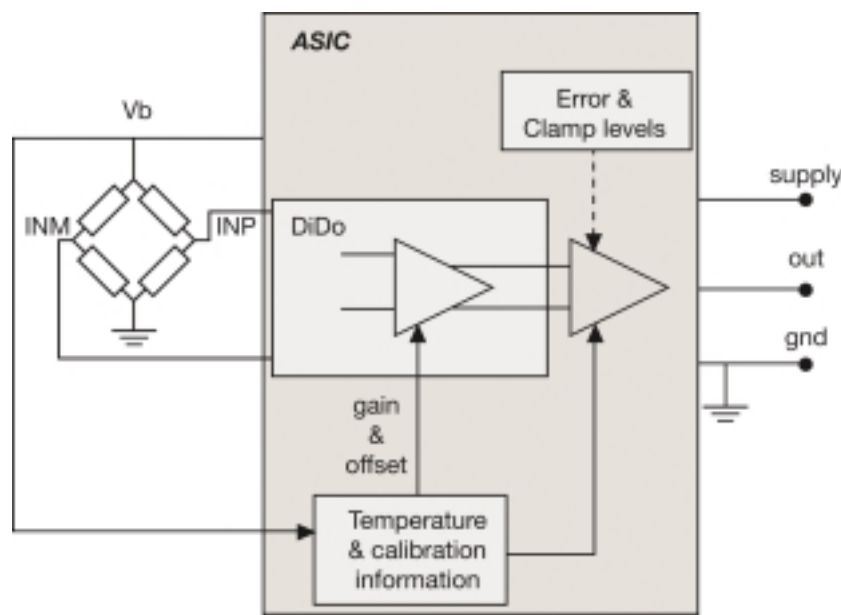 ASIC
Error &
Clamp levels
Vb
supply
INM
INP
DiDo
out
gnd
gain
&
offset
Temperature
& calibration
information